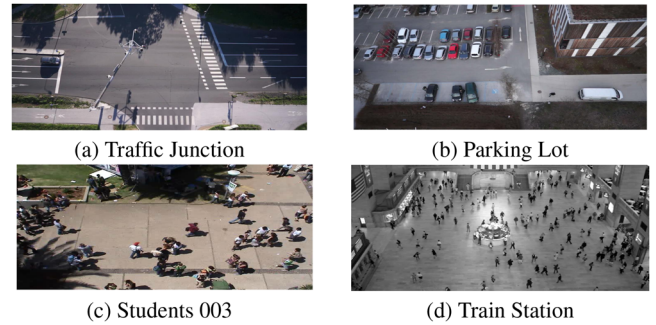 (a) Traffic Junction
(b) Parking Lot
(c) Students 003
(d) Train Station